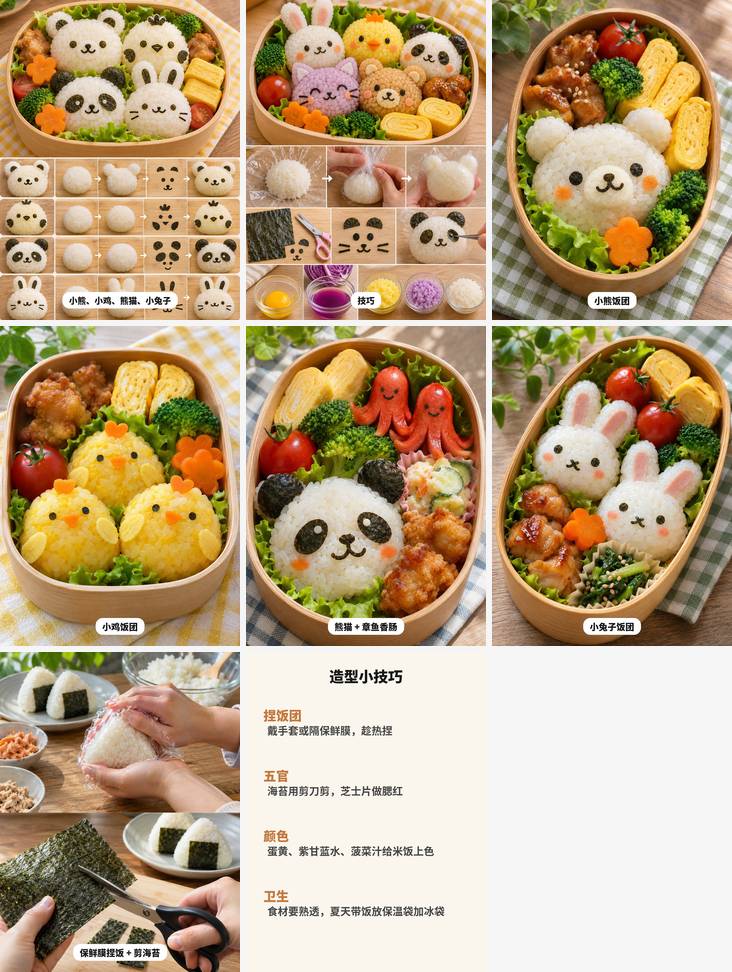 小熊、小鸡、熊猫、小兔子
技巧
小熊饭团
小鸡饭团
熊猫 + 章鱼香肠
小兔子饭团
保鲜膜捏饭 + 剪海苔
造型小技巧
捏饭团
戴手套或隔保鲜膜，趁热捏
五官
海苔用剪刀剪，芝士片做腮红
颜色
蛋黄、紫甘蓝水、菠菜汁给米饭上色
卫生
食材要熟透，夏天带饭放保温袋加冰袋